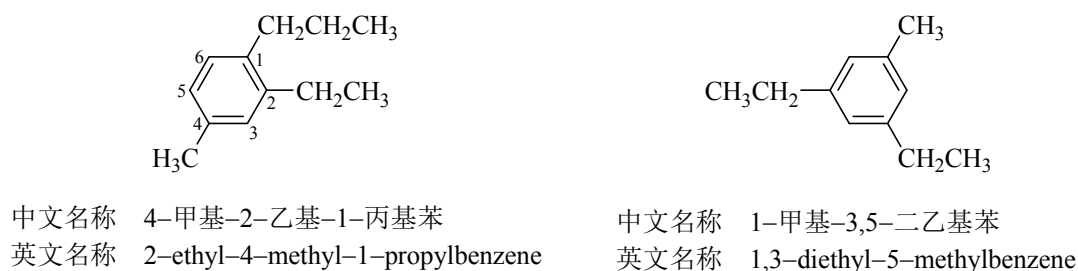 CH₂CH₂CH₃
6
1
5
2
CH₂CH₃
4
3
H₃C
CH₃
CH₃CH₂
CH₂CH₃
中文名称 4–甲基–2–乙基–1–丙基苯
英文名称 2–ethyl–4–methyl–1–propylbenzene
中文名称 1–甲基–3,5–二乙基苯
英文名称 1,3–diethyl–5–methylbenzene